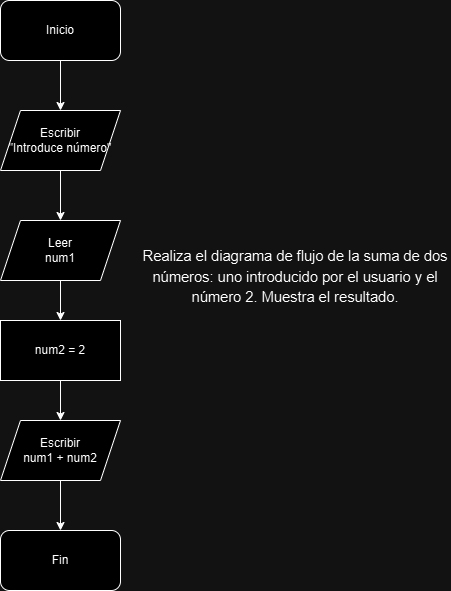 Inicio
Escribir
"Introduce número"
Leer
num1
Realiza el diagrama de flujo de la suma de dos
números: uno introducido por el usuario y el
número 2. Muestra el resultado.
num2 = 2
Escribir
num1 + num2
Fin